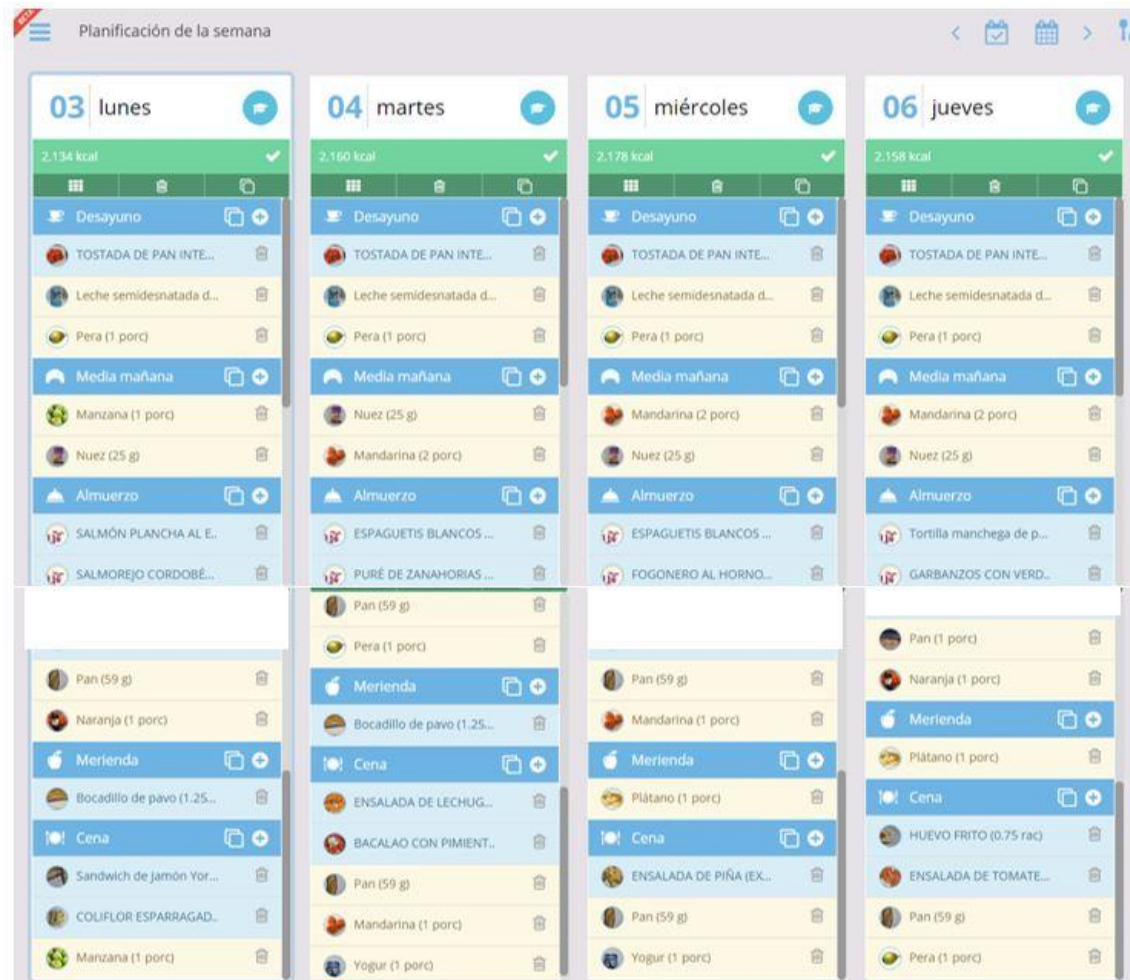 BETA
Planificación de la semana
03 lunes
2.134 kcal
Desayuno
TOSTADA DE PAN INTE...
Leche semidesnatada d...
Pera (1 porc)
Media mañana
Manzana (1 porc)
Nuez (25 g)
Almuerzo
SALMÓN PLANCHA AL E..
SALMOREJO CORDOBÉ...
Pan (59 g)
Naranja (1 porc)
Merienda
Bocadillo de pavo (1.25...
Cena
Sandwich de jamón Yor...
COLIFLOR ESPARRAGAD..
Manzana (1 porc)
04 martes
2.160 kcal
Desayuno
TOSTADA DE PAN INTE...
Leche semidesnatada d...
Pera (1 porc)
Media mañana
Nuez (25 g)
Mandarina (2 porc)
Almuerzo
ESPAGUETIS BLANCOS ...
PURÉ DE ZANAHORIAS ...
Pan (59 g)
Pera (1 porc)
Merienda
Bocadillo de pavo (1.25...
Cena
ENSALADA DE LECHUG...
BACALAO CON PIMIENT..
Pan (59 g)
Mandarina (1 porc)
Yogur (1 porc)
05 miércoles
2.178 kcal
Desayuno
TOSTADA DE PAN INTE...
Leche semidesnatada d...
Pera (1 porc)
Media mañana
Mandarina (2 porc)
Nuez (25 g)
Almuerzo
ESPAGUETIS BLANCOS ...
FOGONERO AL HORNO...
Pan (59 g)
Mandarina (1 porc)
Merienda
Plátano (1 porc)
Cena
ENSALADA DE PIÑA (EX...
Pan (59 g)
Yogur (1 porc)
06 jueves
2.158 kcal
Desayuno
TOSTADA DE PAN INTE...
Leche semidesnatada d...
Pera (1 porc)
Media mañana
Mandarina (2 porc)
Nuez (25 g)
Almuerzo
Tortilla manchega de p...
GARBANZOS CON VERD..
Pan (1 porc)
Naranja (1 porc)
Merienda
Plátano (1 porc)
Cena
HUEVO FRITO (0.75 rac)
ENSALADA DE TOMATE...
Pan (59 g)
Pera (1 porc)